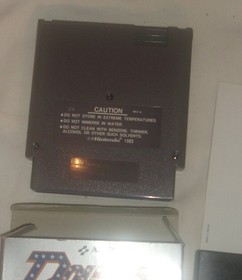 CAUTION
●DO NOT STORE IN EXTREME TEMPERATURES.
●DO NOT IMMERSE IN WATER.
●DO NOT CLEAN WITH BENZENE, THINNER,
ALCOHOL OR OTHER SUCH SOLVENTS.
©Nintendo 1985